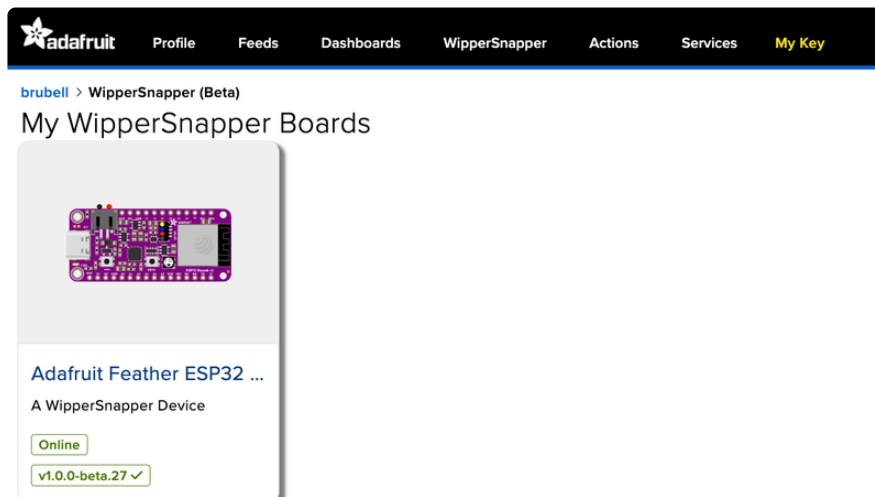 adafruit Profile Feeds Dashboards WipperSnapper Actions Services My Key
brubell > WipperSnapper (Beta)
My WipperSnapper Boards
Adafruit Feather ESP32 ...
A WipperSnapper Device
Online
v1.0.0-beta.27 ✓